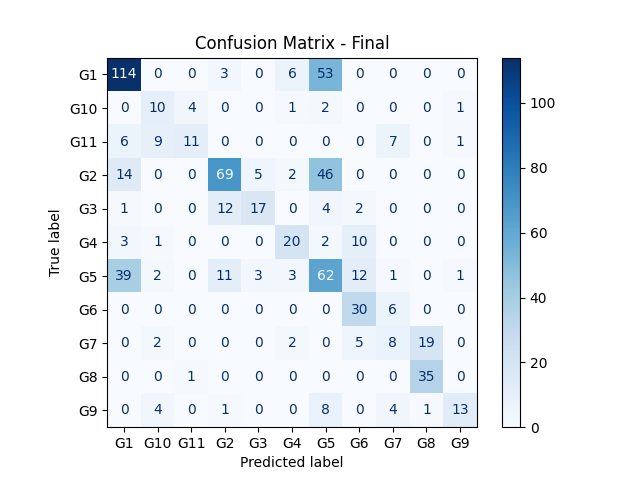 Confusion Matrix - Final
G1 114 0 0 3 0 6 53 0 0 0 0
G10 0 10 4 0 0 1 2 0 0 0 1
G11 6 9 11 0 0 0 0 0 7 0 1
G2 14 0 0 69 5 2 46 0 0 0 0
G3 1 0 0 12 17 0 4 2 0 0 0
G4 3 1 0 0 0 20 2 10 0 0 0
G5 39 2 0 11 3 3 62 12 1 0 1
G6 0 0 0 0 0 0 0 30 6 0 0
G7 0 2 0 0 0 2 0 5 8 19 0
G8 0 0 1 0 0 0 0 0 0 35 0
G9 0 4 0 1 0 0 8 0 4 1 13
G1 G10 G11 G2 G3 G4 G5 G6 G7 G8 G9
Predicted label
True label
100
80
60
40
20
0